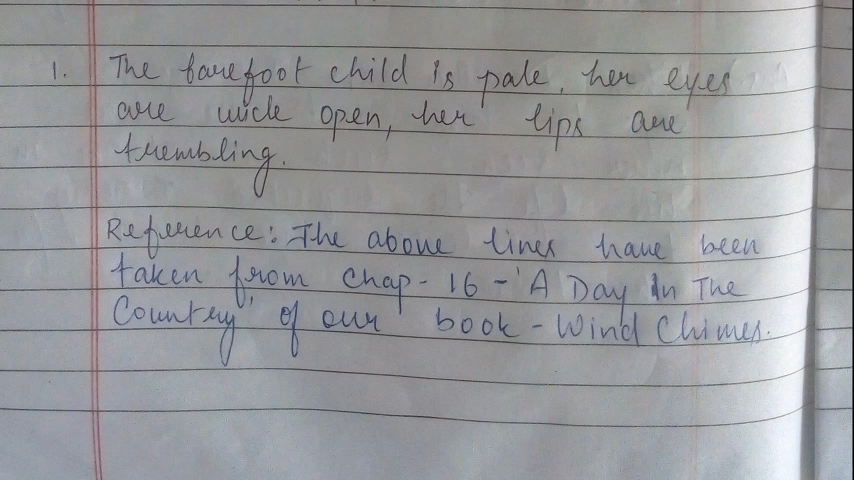 1. The barefoot child is pale, her eyes
are wide open, her lips are
trembling.
Reference: The above lines have been
taken from Chap - 16 - 'A Day In The
Country' of our book - Wind Chimes.